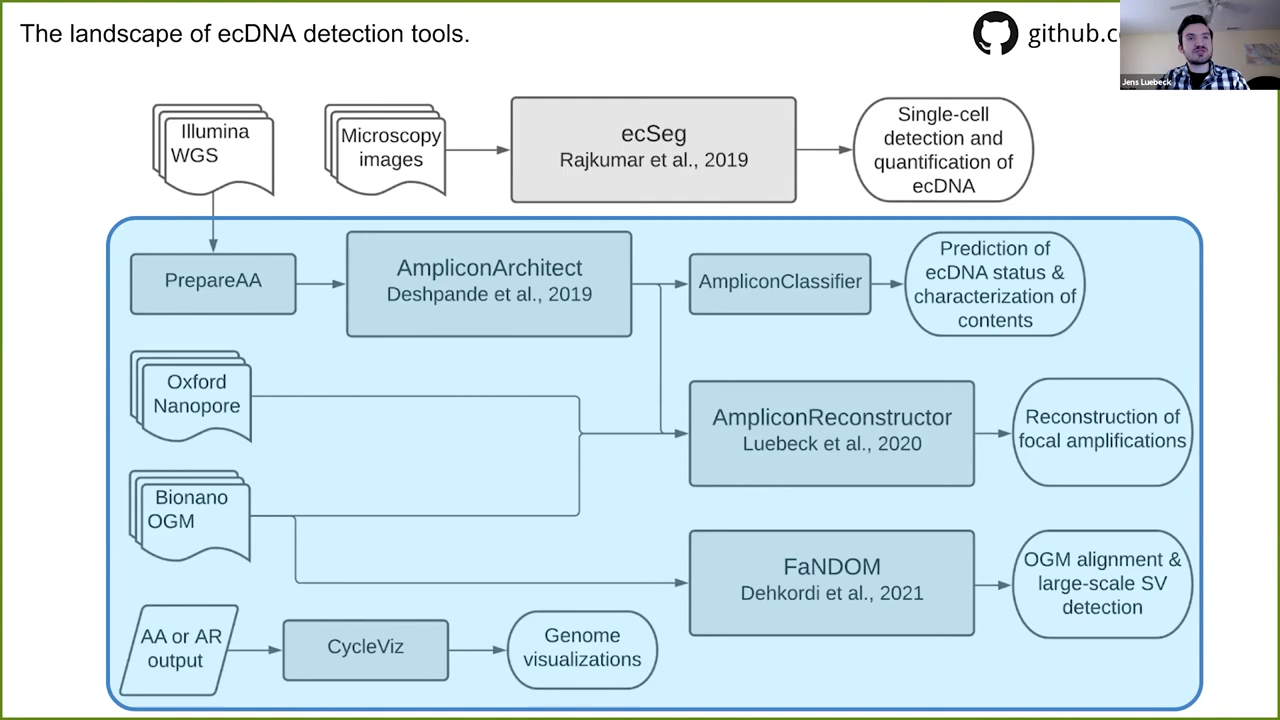 The landscape of ecDNA detection tools.
github.c
Jens Luebeck
Illumina
WGS
Microscopy
images
ecSeg
Rajkumar et al., 2019
Single-cell
detection and
quantification of
ecDNA
PrepareAA
AmpliconArchitect
Deshpande et al., 2019
AmpliconClassifier
Prediction of
ecDNA status &
characterization of
contents
Oxford
Nanopore
AmpliconReconstructor
Luebeck et al., 2020
Reconstruction of
focal amplifications
Bionano
OGM
FaNDOM
Dehkordi et al., 2021
OGM alignment &
large-scale SV
detection
AA or AR
output
CycleViz
Genome
visualizations